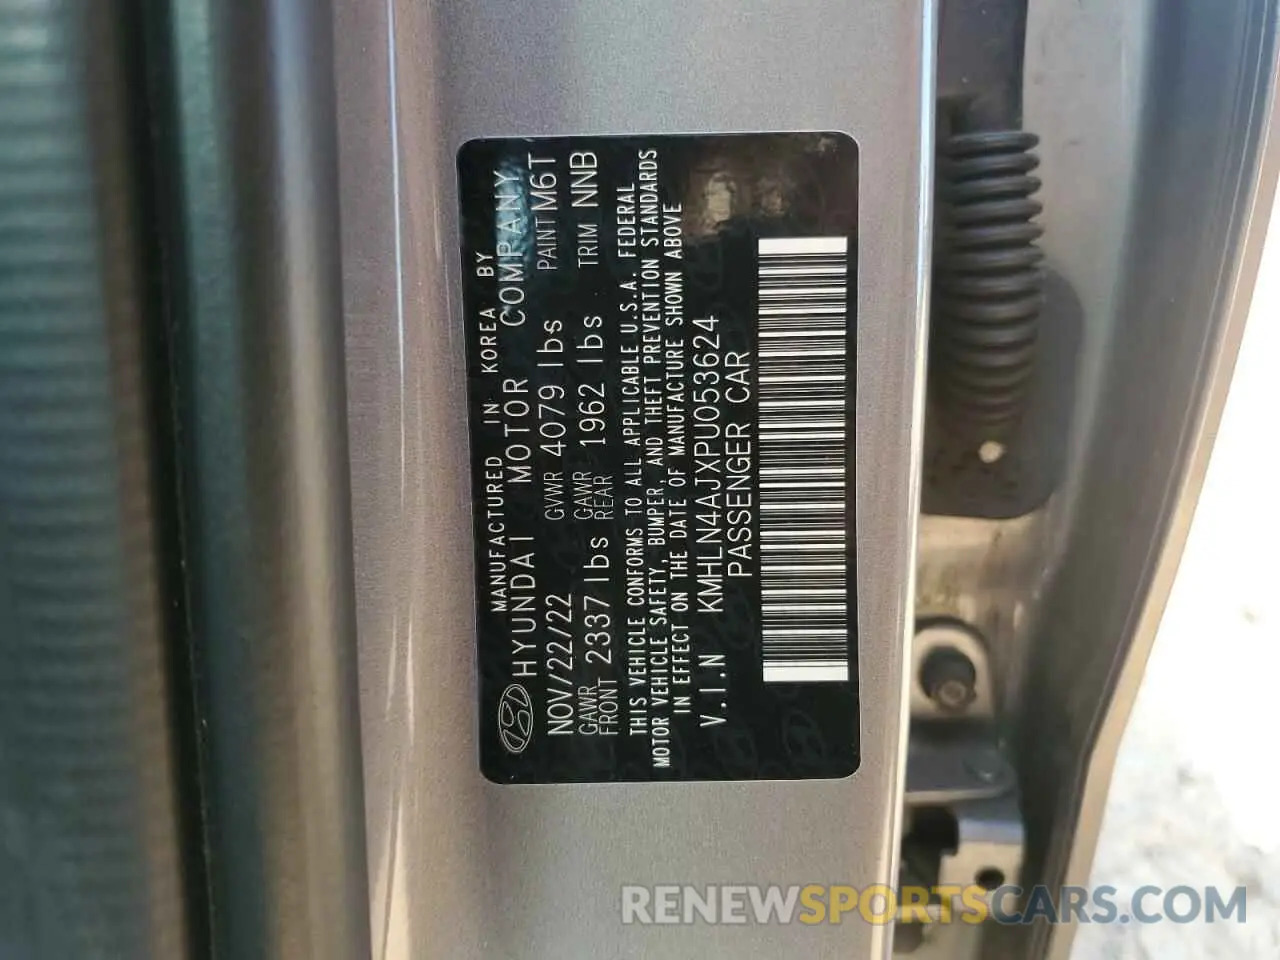 MANUFACTURED IN KOREA BY
HYUNDAI MOTOR COMPANY
NOV/22/22 GVWR 4079 lbs PAINT M6T
GAWR FRONT 2337 lbs GAWR REAR 1962 lbs TRIM NNB
THIS VEHICLE CONFORMS TO ALL APPLICABLE U.S.A. FEDERAL
MOTOR VEHICLE SAFETY, BUMPER, AND THEFT PREVENTION STANDARDS
IN EFFECT ON THE DATE OF MANUFACTURE SHOWN ABOVE
V.I.N KMHLN4AJXPU053624
PASSENGER CAR
RENEWSPORTSCARS.COM